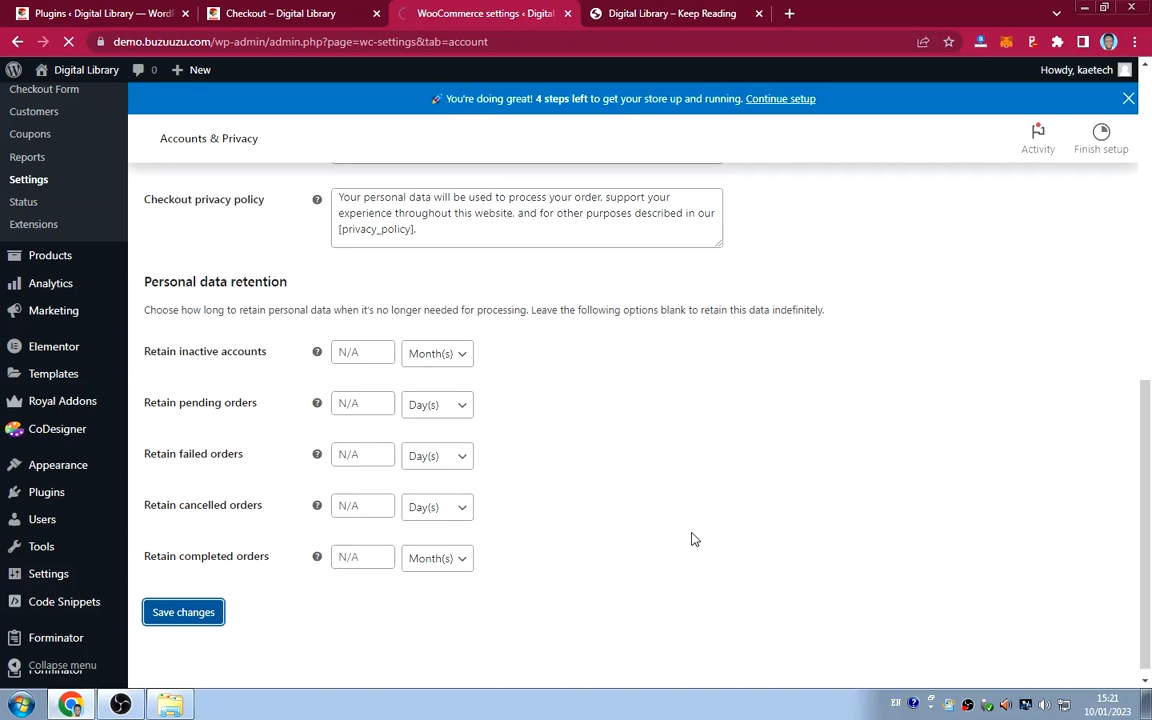 Plugins ‹ Digital Library — WordP
Checkout – Digital Library
WooCommerce settings ‹ Digital
Digital Library – Keep Reading
demo.buzuuzu.com/wp-admin/admin.php?page=wc-settings&tab=account
Digital Library
0
New
Howdy, kaetech
Checkout Form
Customers
Coupons
Reports
Settings
Status
Extensions
Products
Analytics
Marketing
Elementor
Templates
Royal Addons
CoDesigner
Appearance
Plugins
Users
Tools
Settings
Code Snippets
Forminator
Collapse menu
🚀 You're doing great! 4 steps left to get your store up and running. Continue setup
Accounts & Privacy
Activity
Finish setup
Checkout privacy policy
Your personal data will be used to process your order, support your
experience throughout this website, and for other purposes described in our
[privacy_policy].
Personal data retention
Choose how long to retain personal data when it's no longer needed for processing. Leave the following options blank to retain this data indefinitely.
Retain inactive accounts N/A Month(s)
Retain pending orders N/A Day(s)
Retain failed orders N/A Day(s)
Retain cancelled orders N/A Day(s)
Retain completed orders N/A Month(s)
Save changes
EN
15:21
10/01/2023